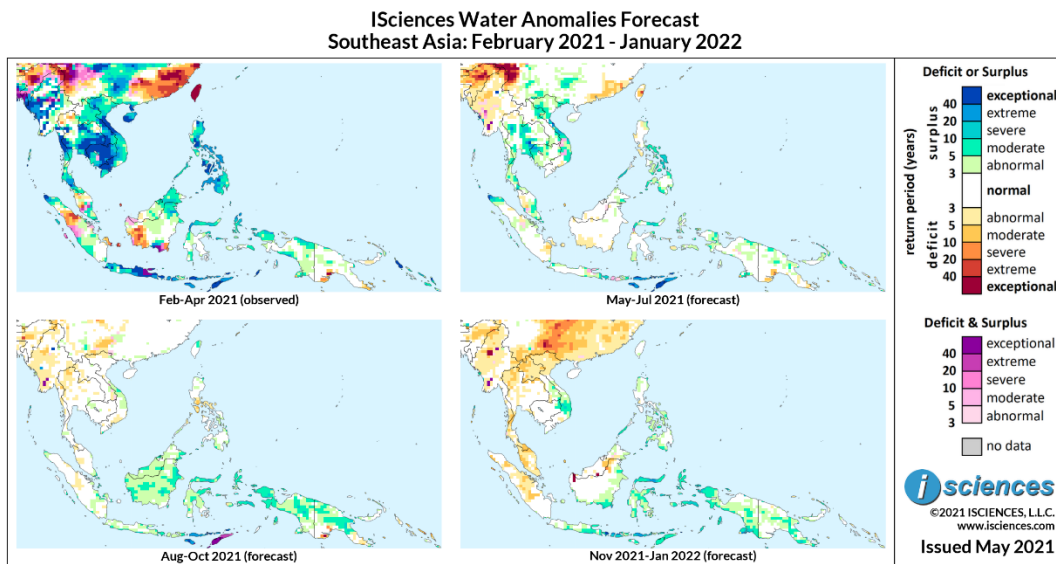 ISciences Water Anomalies Forecast
Southeast Asia: February 2021 - January 2022
Feb-Apr 2021 (observed)
May-Jul 2021 (forecast)
Aug-Oct 2021 (forecast)
Nov 2021-Jan 2022 (forecast)
Deficit or Surplus
return period (years)
surplus
deficit
exceptional
40
extreme
20
severe
10
moderate
5
abnormal
3
normal
3
abnormal
5
moderate
10
severe
20
extreme
40
exceptional
Deficit & Surplus
exceptional
40
extreme
20
severe
10
moderate
5
abnormal
3
no data
i sciences
©2021 ISCIENCES, L.L.C.
www.isciences.com
Issued May 2021